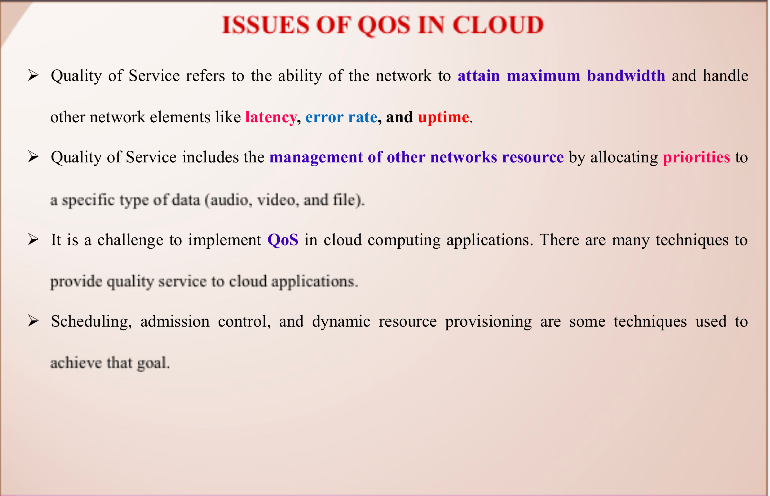 ISSUES OF QOS IN CLOUD
➢ Quality of Service refers to the ability of the network to attain maximum bandwidth and handle
other network elements like latency, error rate, and uptime.
➢ Quality of Service includes the management of other networks resource by allocating priorities to
a specific type of data (audio, video, and file).
➢ It is a challenge to implement QoS in cloud computing applications. There are many techniques to
provide quality service to cloud applications.
➢ Scheduling, admission control, and dynamic resource provisioning are some techniques used to
achieve that goal.